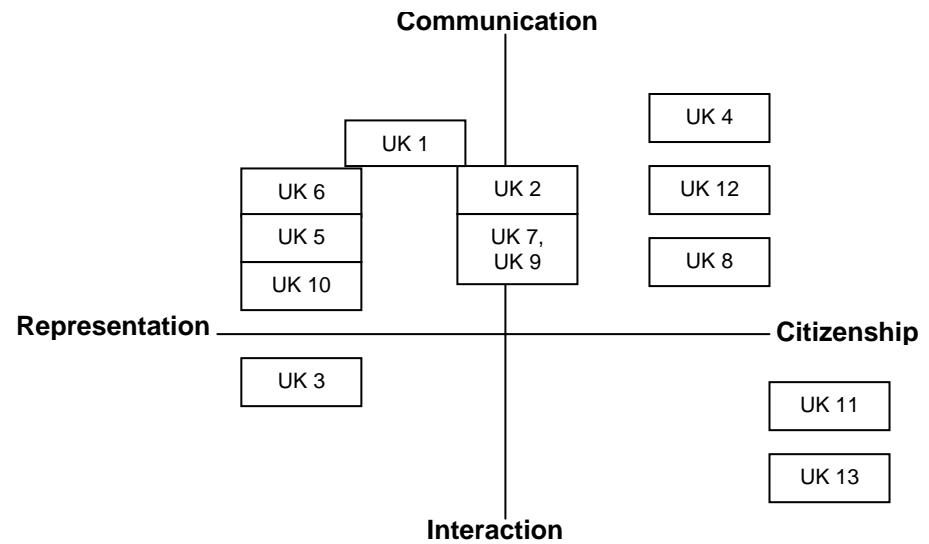 Communication
UK 4
UK 1
UK 6
UK 2
UK 12
UK 5
UK 7,
UK 9
UK 8
UK 10
Representation
Citizenship
UK 3
UK 11
UK 13
Interaction